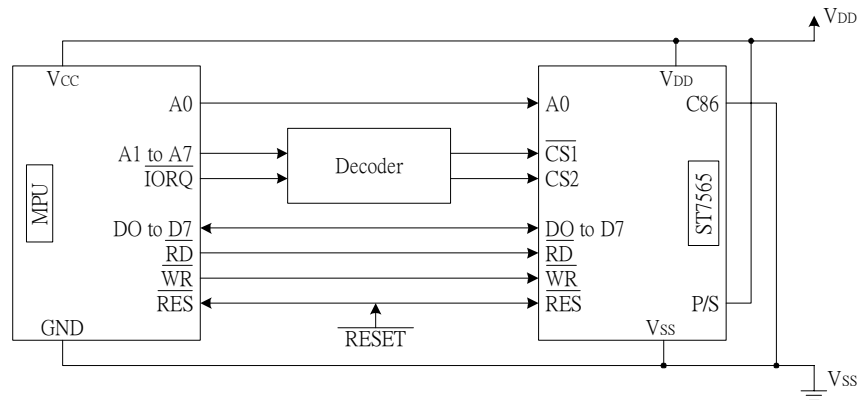 VDD
VCC
VDD
A0
A0
C86
A1 to A7
Decoder
CS1
IORQ
CS2
MPU
ST7565
DO to D7
DO to D7
RD
RD
WR
WR
RES
RES
P/S
GND
RESET
VSS
VSS